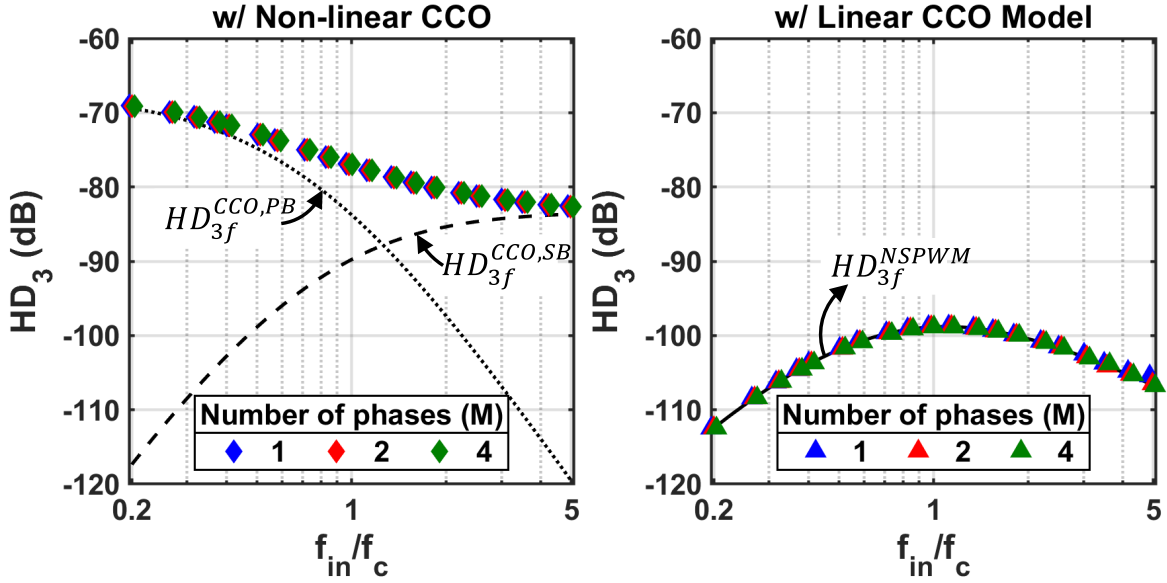 w/ Non-linear CCO
-60
-70
-80
-90
-100
-110
-120
HD3 (dB)
HD3f^CCO,PB
HD3f^CCO,SB
Number of phases (M)
1 2 4
0.2 1 5
fin/fc
w/ Linear CCO Model
-60
-70
-80
-90
-100
-110
-120
HD3 (dB)
HD3f^NSPWM
Number of phases (M)
1 2 4
0.2 1 5
fin/fc